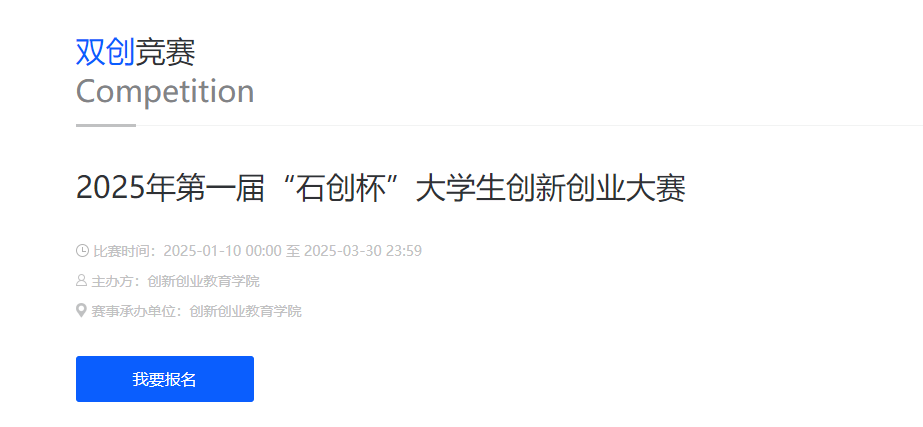 双创竞赛
Competition
2025年第一届“石创杯”大学生创新创业大赛
比赛时间：2025-01-10 00:00 至 2025-03-30 23:59
主办方：创新创业教育学院
赛事承办单位：创新创业教育学院
我要报名